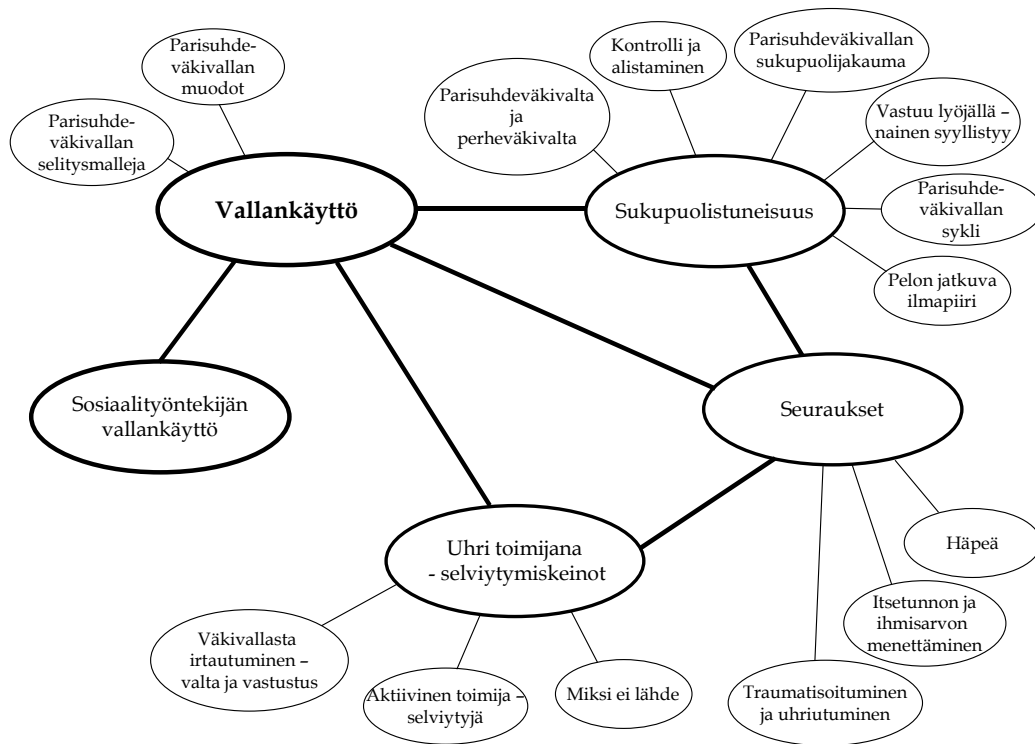 Parisuhde-
väkivallan
muodot
Kontrolli ja
alistaminen
Parisuhdeväkivallan
sukupuolijakauma
Parisuhdeväkivalta
ja
perheväkivalta
Parisuhde-
väkivallan
selitysmalleja
Vastuu lyöjällä –
nainen syyllistyy
Vallankäyttö
Sukupuolistuneisuus
Parisuhde-
väkivallan
sykli
Pelon jatkuva
ilmapiiri
Sosiaalityöntekijän
vallankäyttö
Seuraukset
Uhri toimijana
- selviytymiskeinot
Häpeä
Itsetunnon ja
ihmisarvon
menettäminen
Väkivallasta
irtautuminen –
valta ja vastustus
Aktiivinen toimija –
selviytyjä
Miksi ei lähde
Traumatisoituminen
ja uhriutuminen